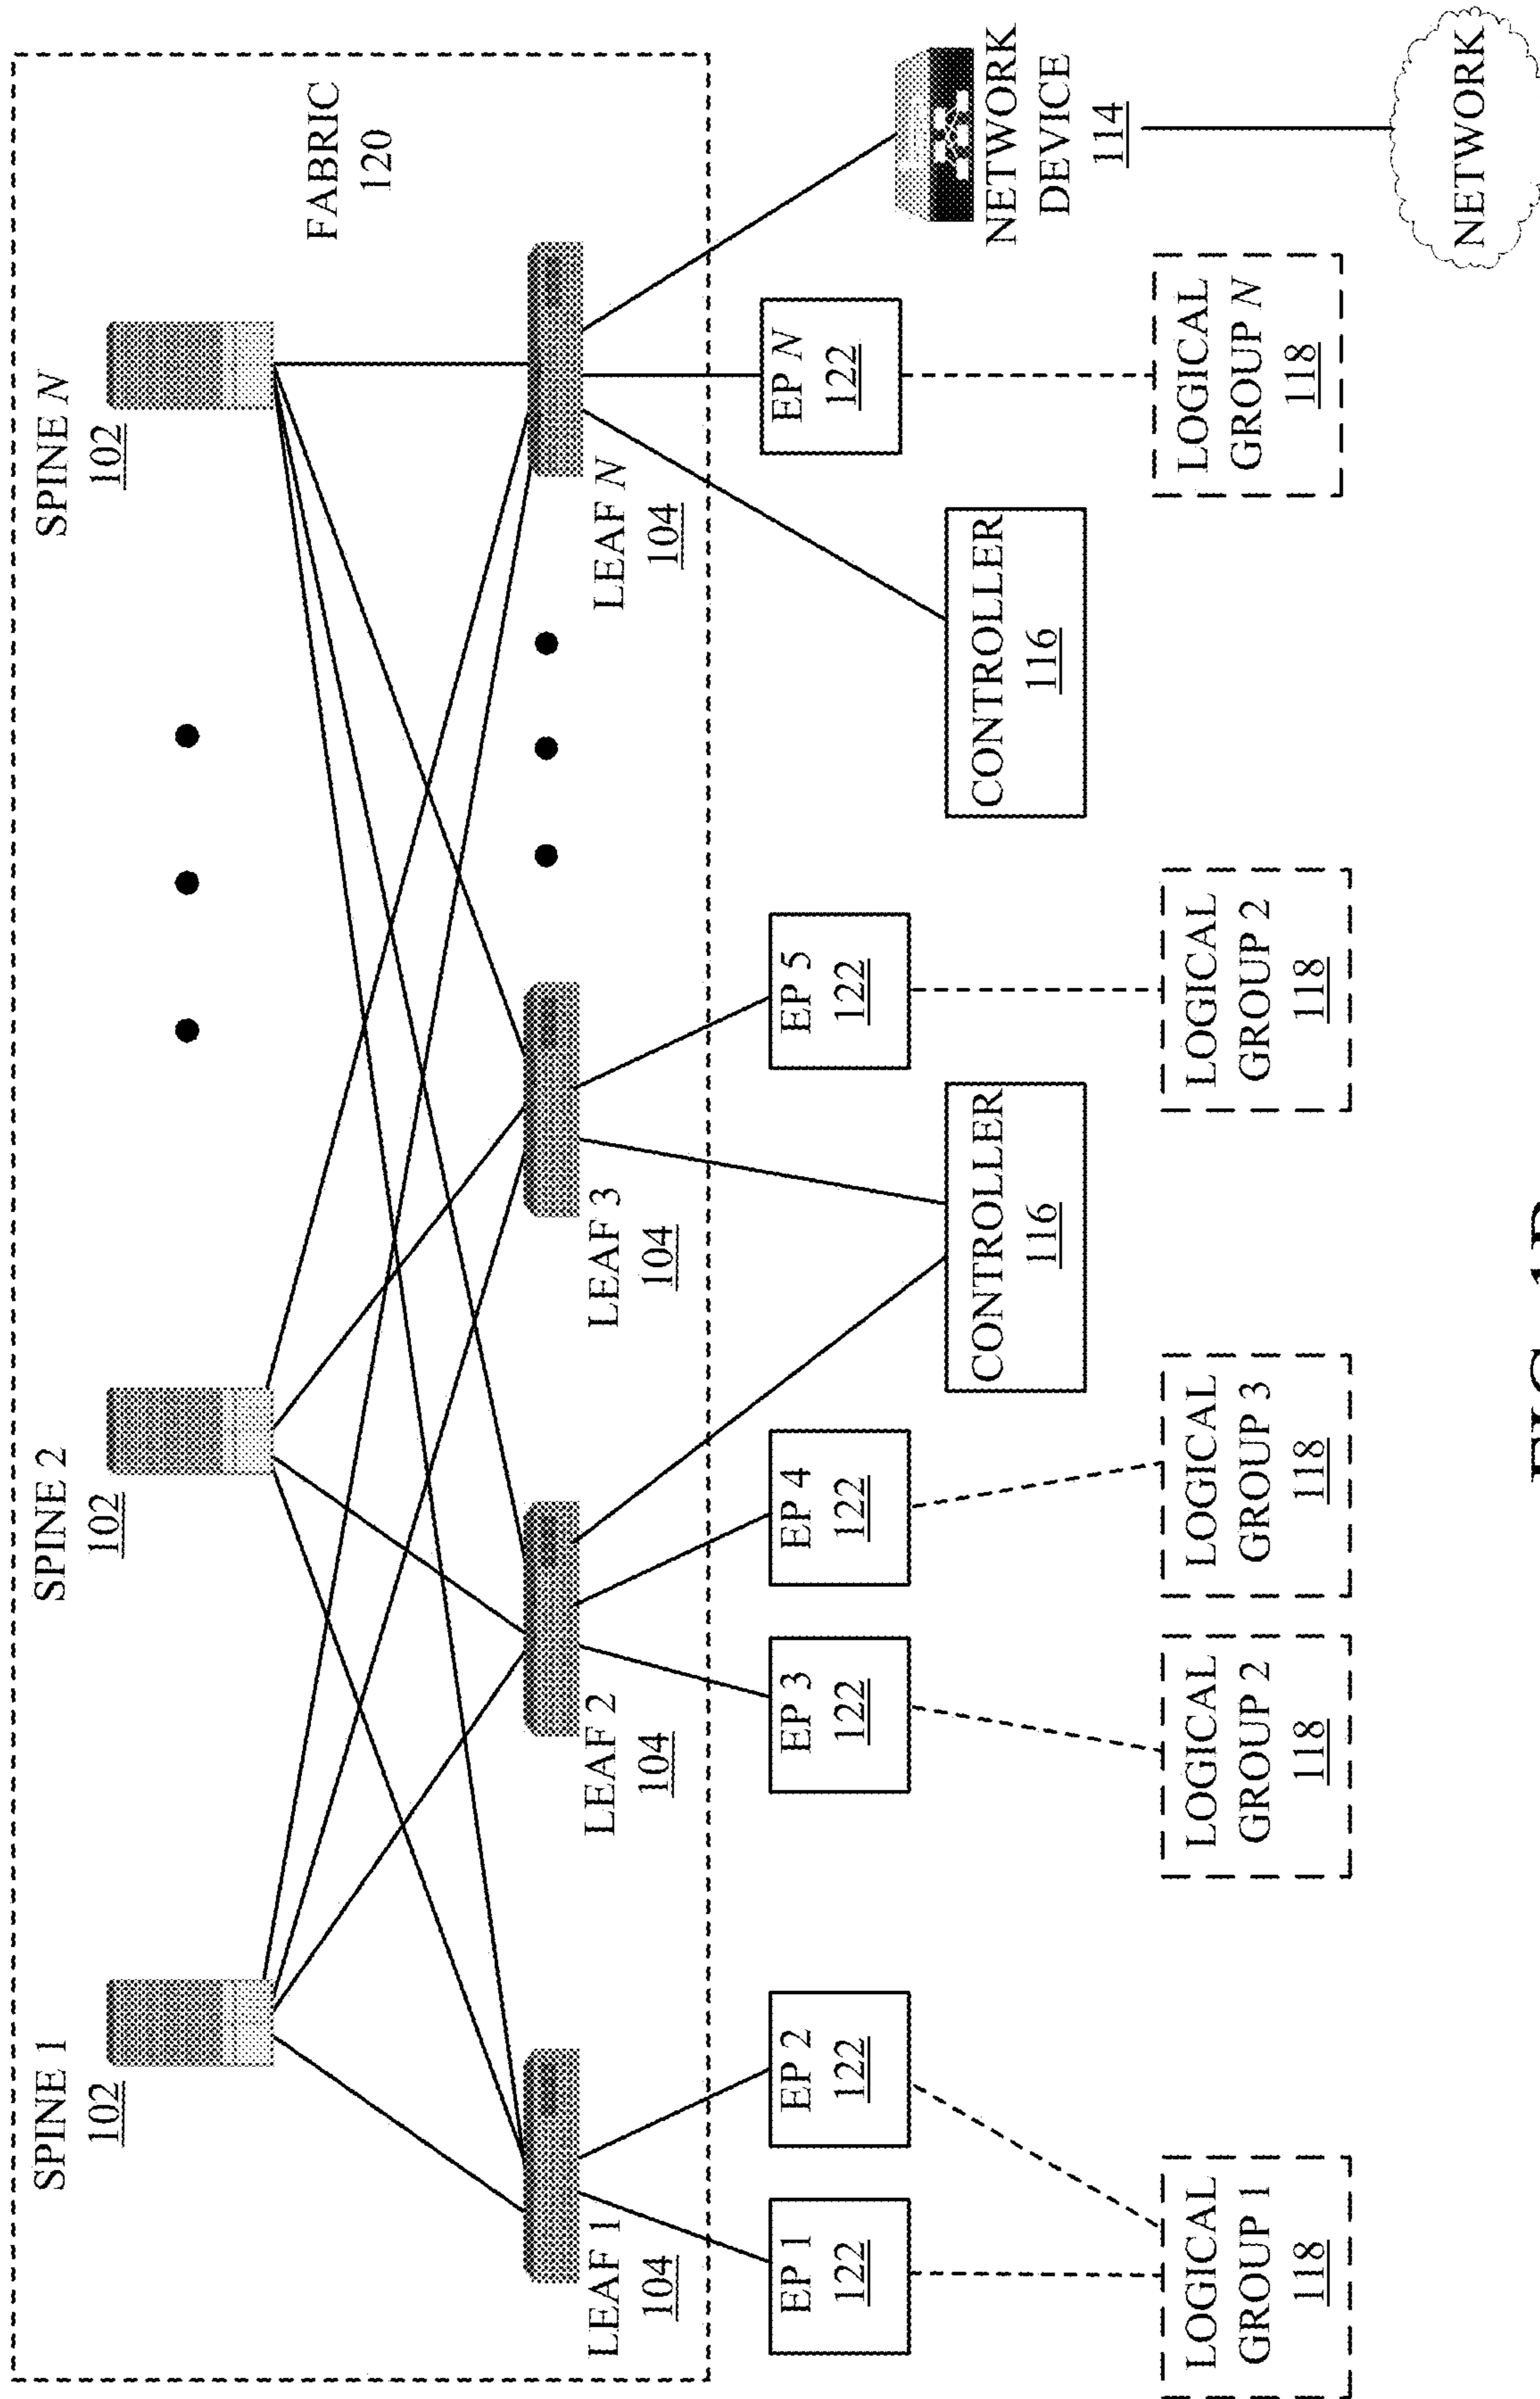 SPINE 1
102
SPINE 2
102
SPINE N
102
FABRIC
120
LEAF 1
104
LEAF 2
104
LEAF 3
104
LEAF N
104
EP 1
122
EP 2
122
EP 3
122
EP 4
122
EP 5
122
EP N
122
CONTROLLER
116
CONTROLLER
116
NETWORK
DEVICE
114
LOGICAL
GROUP 1
118
LOGICAL
GROUP 2
118
LOGICAL
GROUP 3
118
LOGICAL
GROUP 2
118
LOGICAL
GROUP N
118
NETWORK